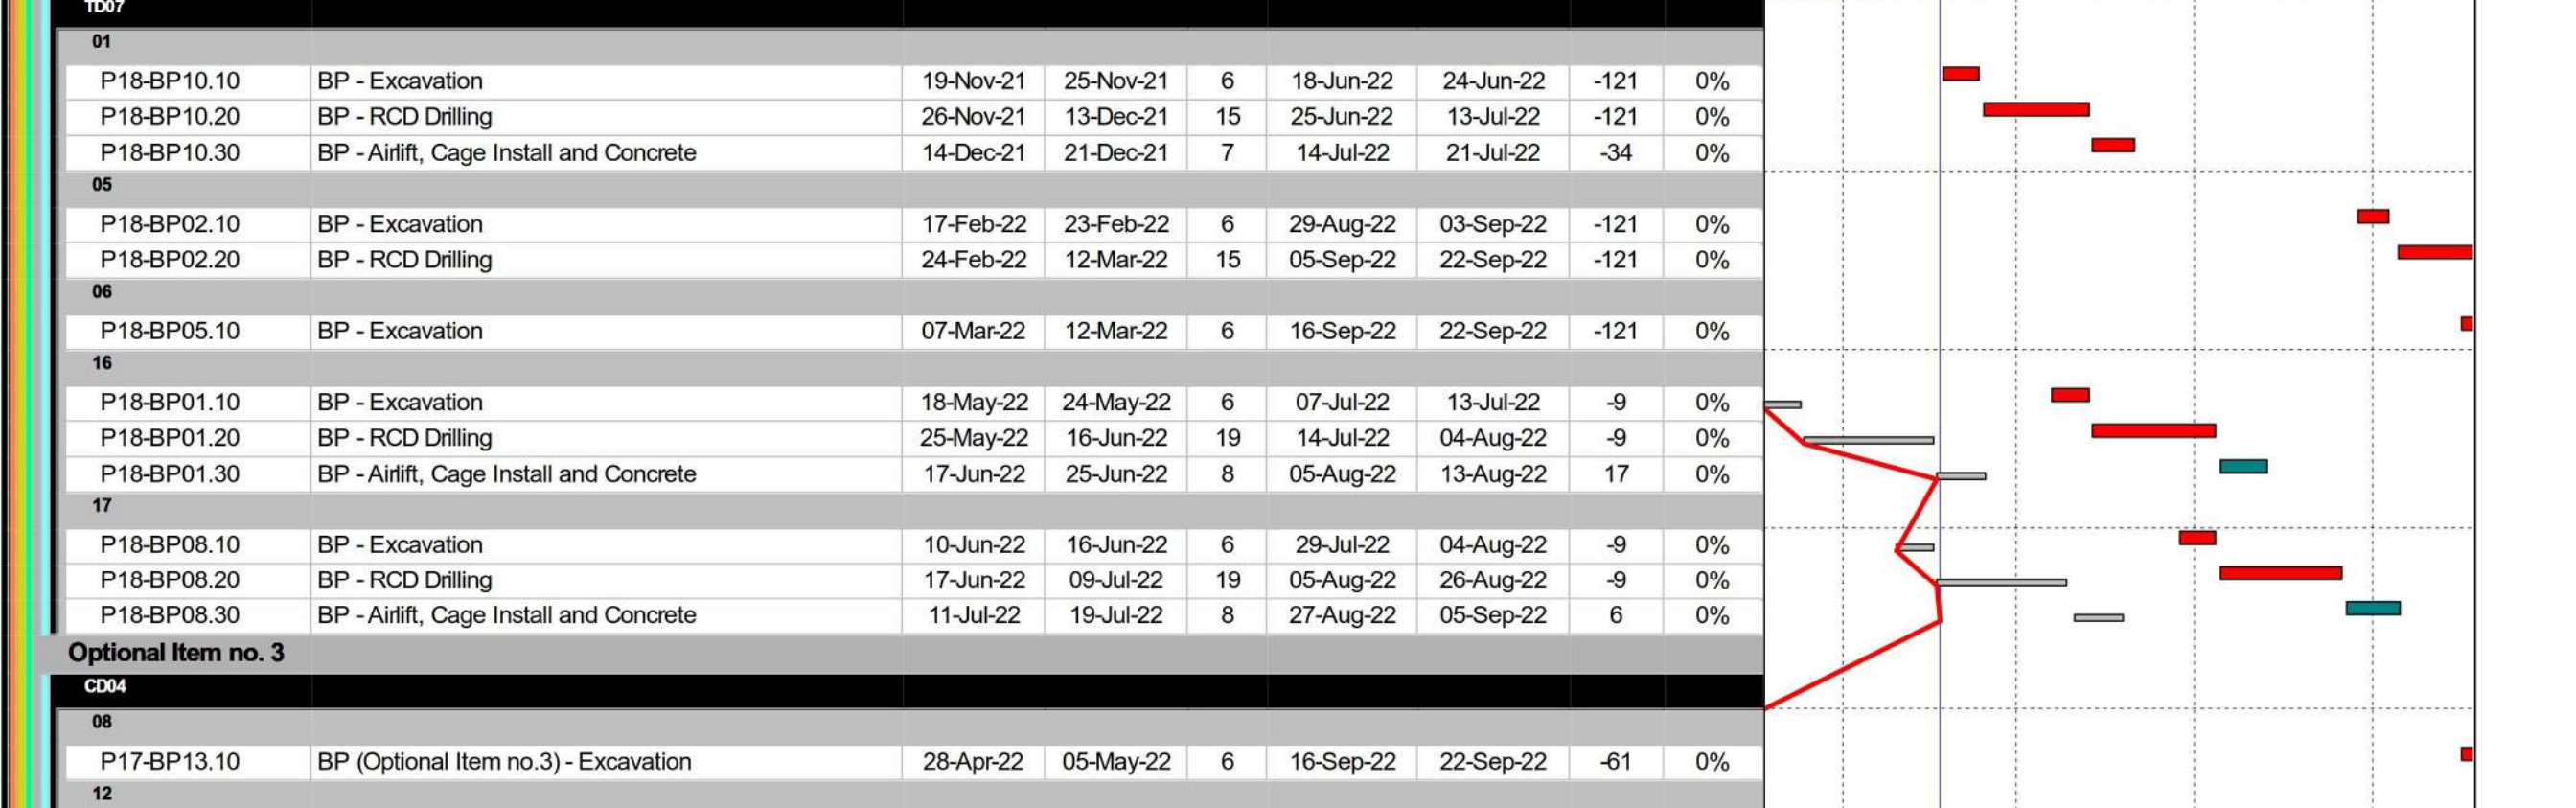 TD07
01
P18-BP10.10 BP - Excavation 19-Nov-21 25-Nov-21 6 18-Jun-22 24-Jun-22 -121 0%
P18-BP10.20 BP - RCD Drilling 26-Nov-21 13-Dec-21 15 25-Jun-22 13-Jul-22 -121 0%
P18-BP10.30 BP - Airlift, Cage Install and Concrete 14-Dec-21 21-Dec-21 7 14-Jul-22 21-Jul-22 -34 0%
05
P18-BP02.10 BP - Excavation 17-Feb-22 23-Feb-22 6 29-Aug-22 03-Sep-22 -121 0%
P18-BP02.20 BP - RCD Drilling 24-Feb-22 12-Mar-22 15 05-Sep-22 22-Sep-22 -121 0%
06
P18-BP05.10 BP - Excavation 07-Mar-22 12-Mar-22 6 16-Sep-22 22-Sep-22 -121 0%
16
P18-BP01.10 BP - Excavation 18-May-22 24-May-22 6 07-Jul-22 13-Jul-22 -9 0%
P18-BP01.20 BP - RCD Drilling 25-May-22 16-Jun-22 19 14-Jul-22 04-Aug-22 -9 0%
P18-BP01.30 BP - Airlift, Cage Install and Concrete 17-Jun-22 25-Jun-22 8 05-Aug-22 13-Aug-22 17 0%
17
P18-BP08.10 BP - Excavation 10-Jun-22 16-Jun-22 6 29-Jul-22 04-Aug-22 -9 0%
P18-BP08.20 BP - RCD Drilling 17-Jun-22 09-Jul-22 19 05-Aug-22 26-Aug-22 -9 0%
P18-BP08.30 BP - Airlift, Cage Install and Concrete 11-Jul-22 19-Jul-22 8 27-Aug-22 05-Sep-22 6 0%
Optional Item no. 3
CD04
08
P17-BP13.10 BP (Optional Item no.3) - Excavation 28-Apr-22 05-May-22 6 16-Sep-22 22-Sep-22 -61 0%
12